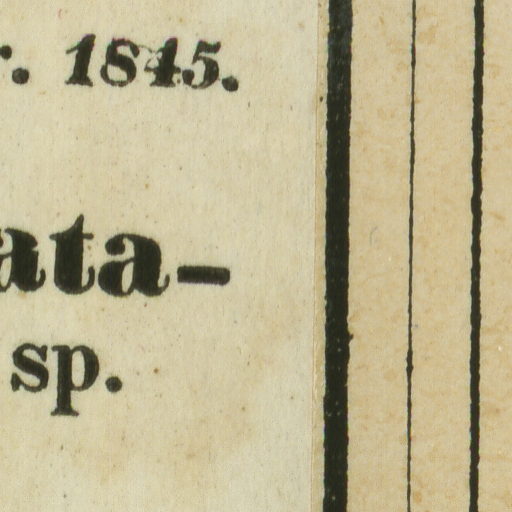 r. 1845.
ata-
sp.